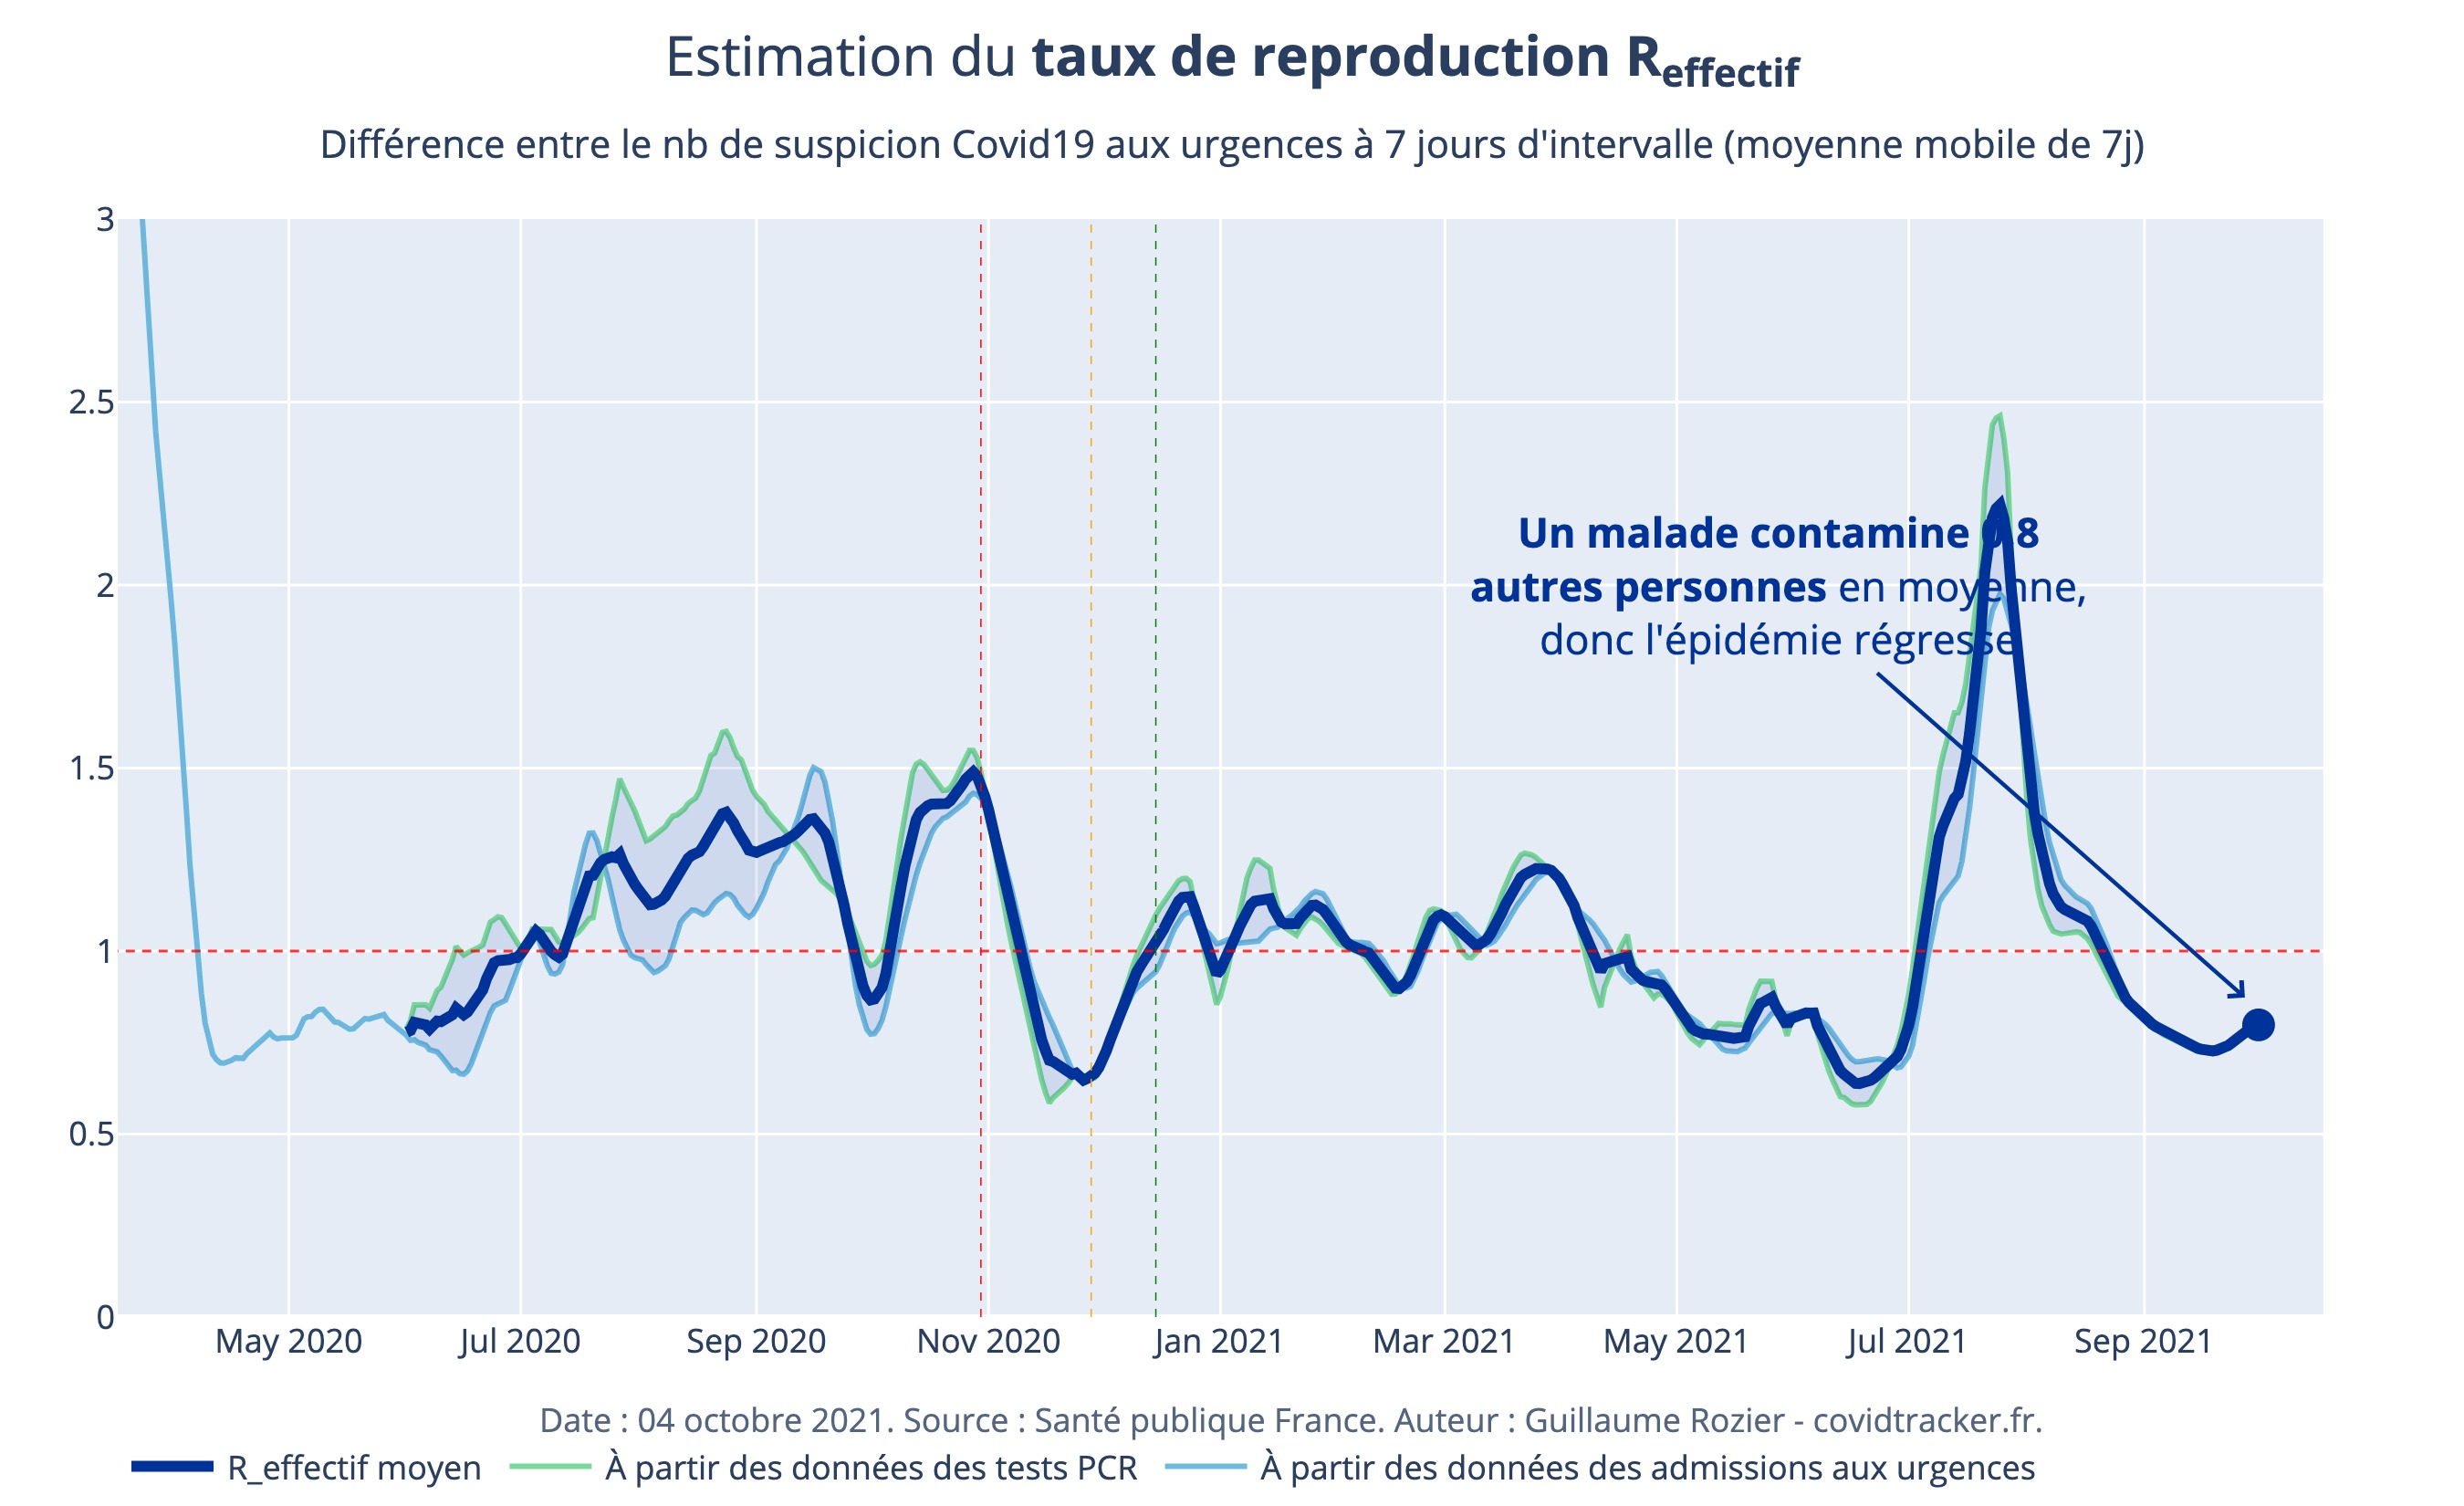 Estimation du taux de reproduction Reffectif
Différence entre le nb de suspicion Covid19 aux urgences à 7 jours d'intervalle (moyenne mobile de 7j)
3
2.5
2
1.5
1
0.5
0
Un malade contamine 0.8
autres personnes en moyenne,
donc l'épidémie régresse
May 2020
Jul 2020
Sep 2020
Nov 2020
Jan 2021
Mar 2021
May 2021
Jul 2021
Sep 2021
Date : 04 octobre 2021. Source : Santé publique France. Auteur : Guillaume Rozier - covidtracker.fr.
R_effectif moyen
À partir des données des tests PCR
À partir des données des admissions aux urgences